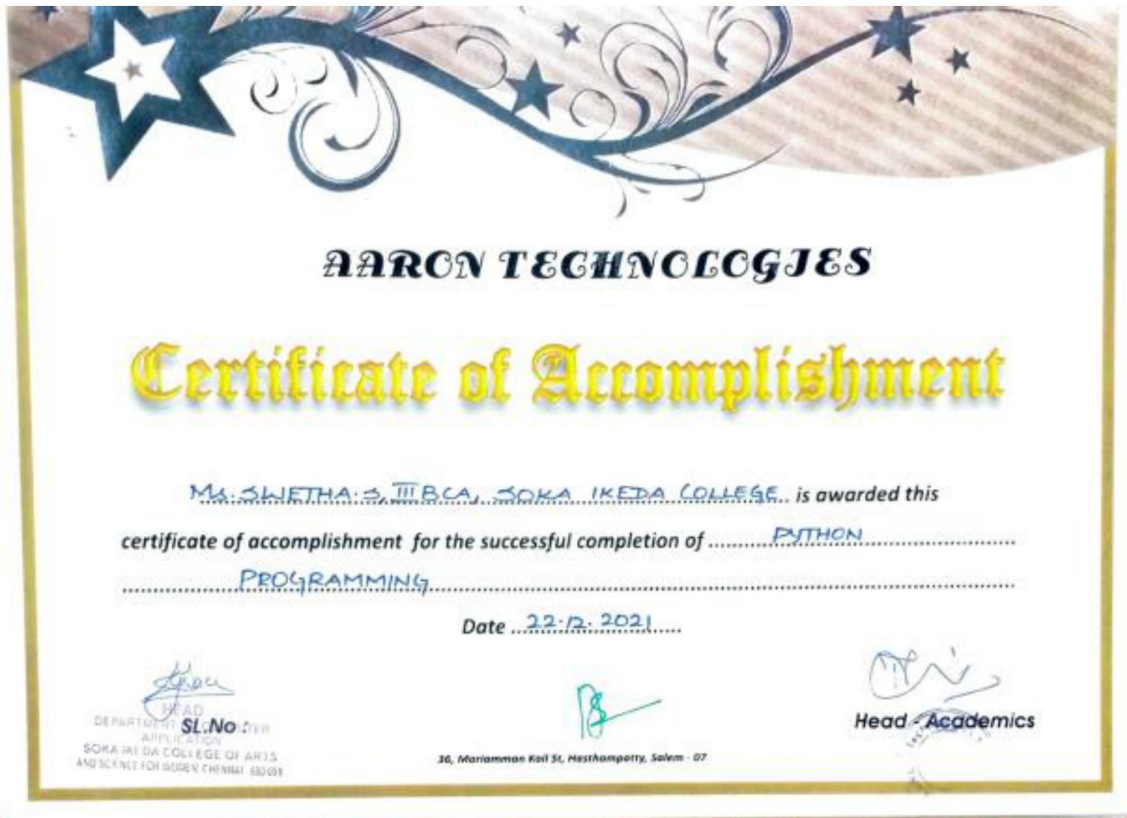 AARON TECHNOLOGIES
Certificate of Accomplishment
Ms. SWETHA.S, III BCA, SOKA IKEDA COLLEGE is awarded this
certificate of accomplishment for the successful completion of PYTHON
PROGRAMMING
Date 22.12.2021
HEAD
DEPARTMENT
SL.No :
APPLICATION
SOKA IKEDA COLLEGE OF ARTS
AND SCIENCE FOR WOMEN, CHENNAI
Head - Academics
36, Mariamman Koil St, Hasthampatty, Salem - 07